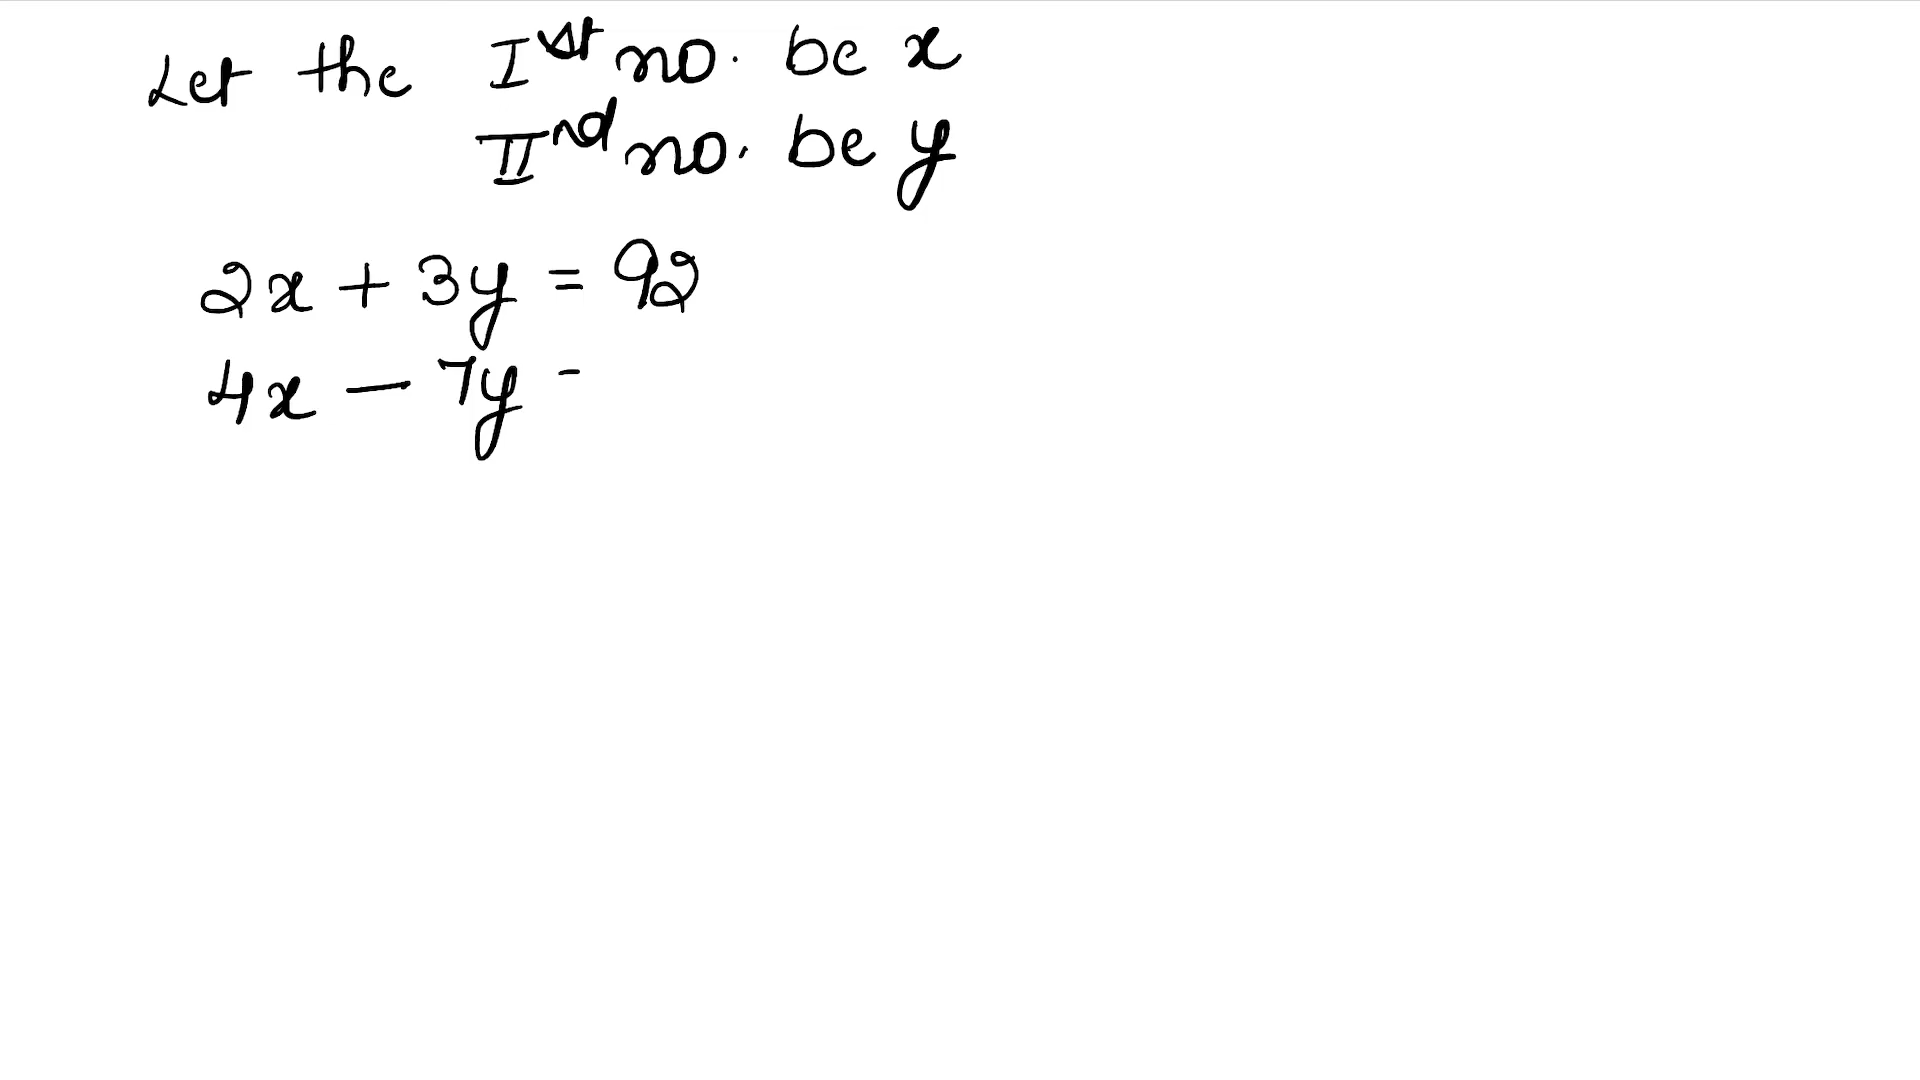 Let the Ist no. be x
IInd no. be y
2x + 3y = 92
4x - 7y -